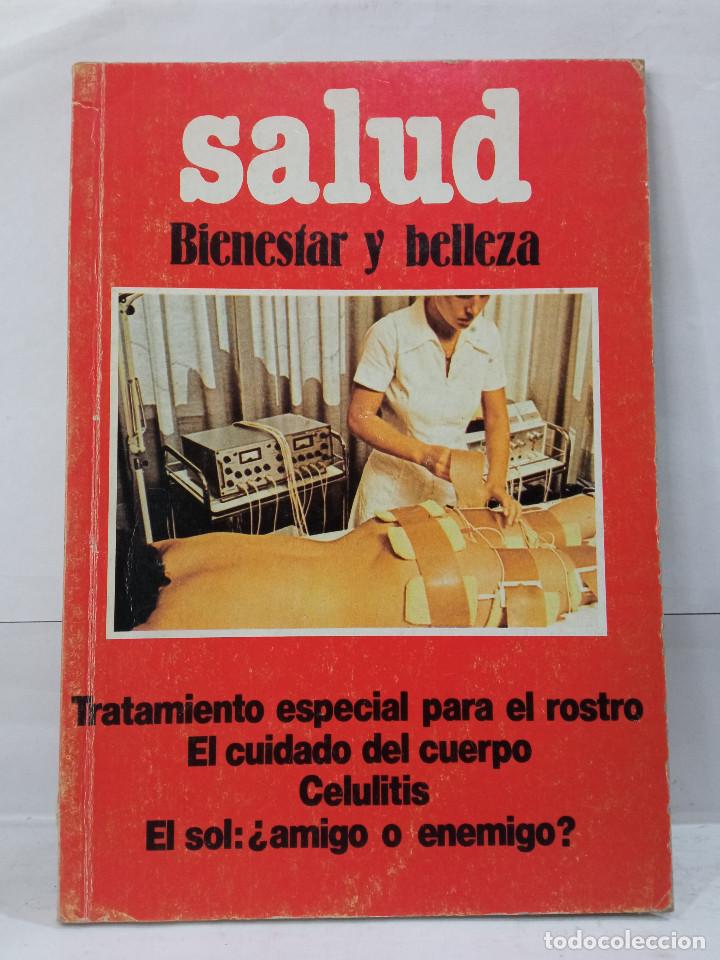 salud
Bienestar y belleza
Tratamiento especial para el rostro
El cuidado del cuerpo
Celulitis
El sol: ¿amigo o enemigo?
todocoleccion